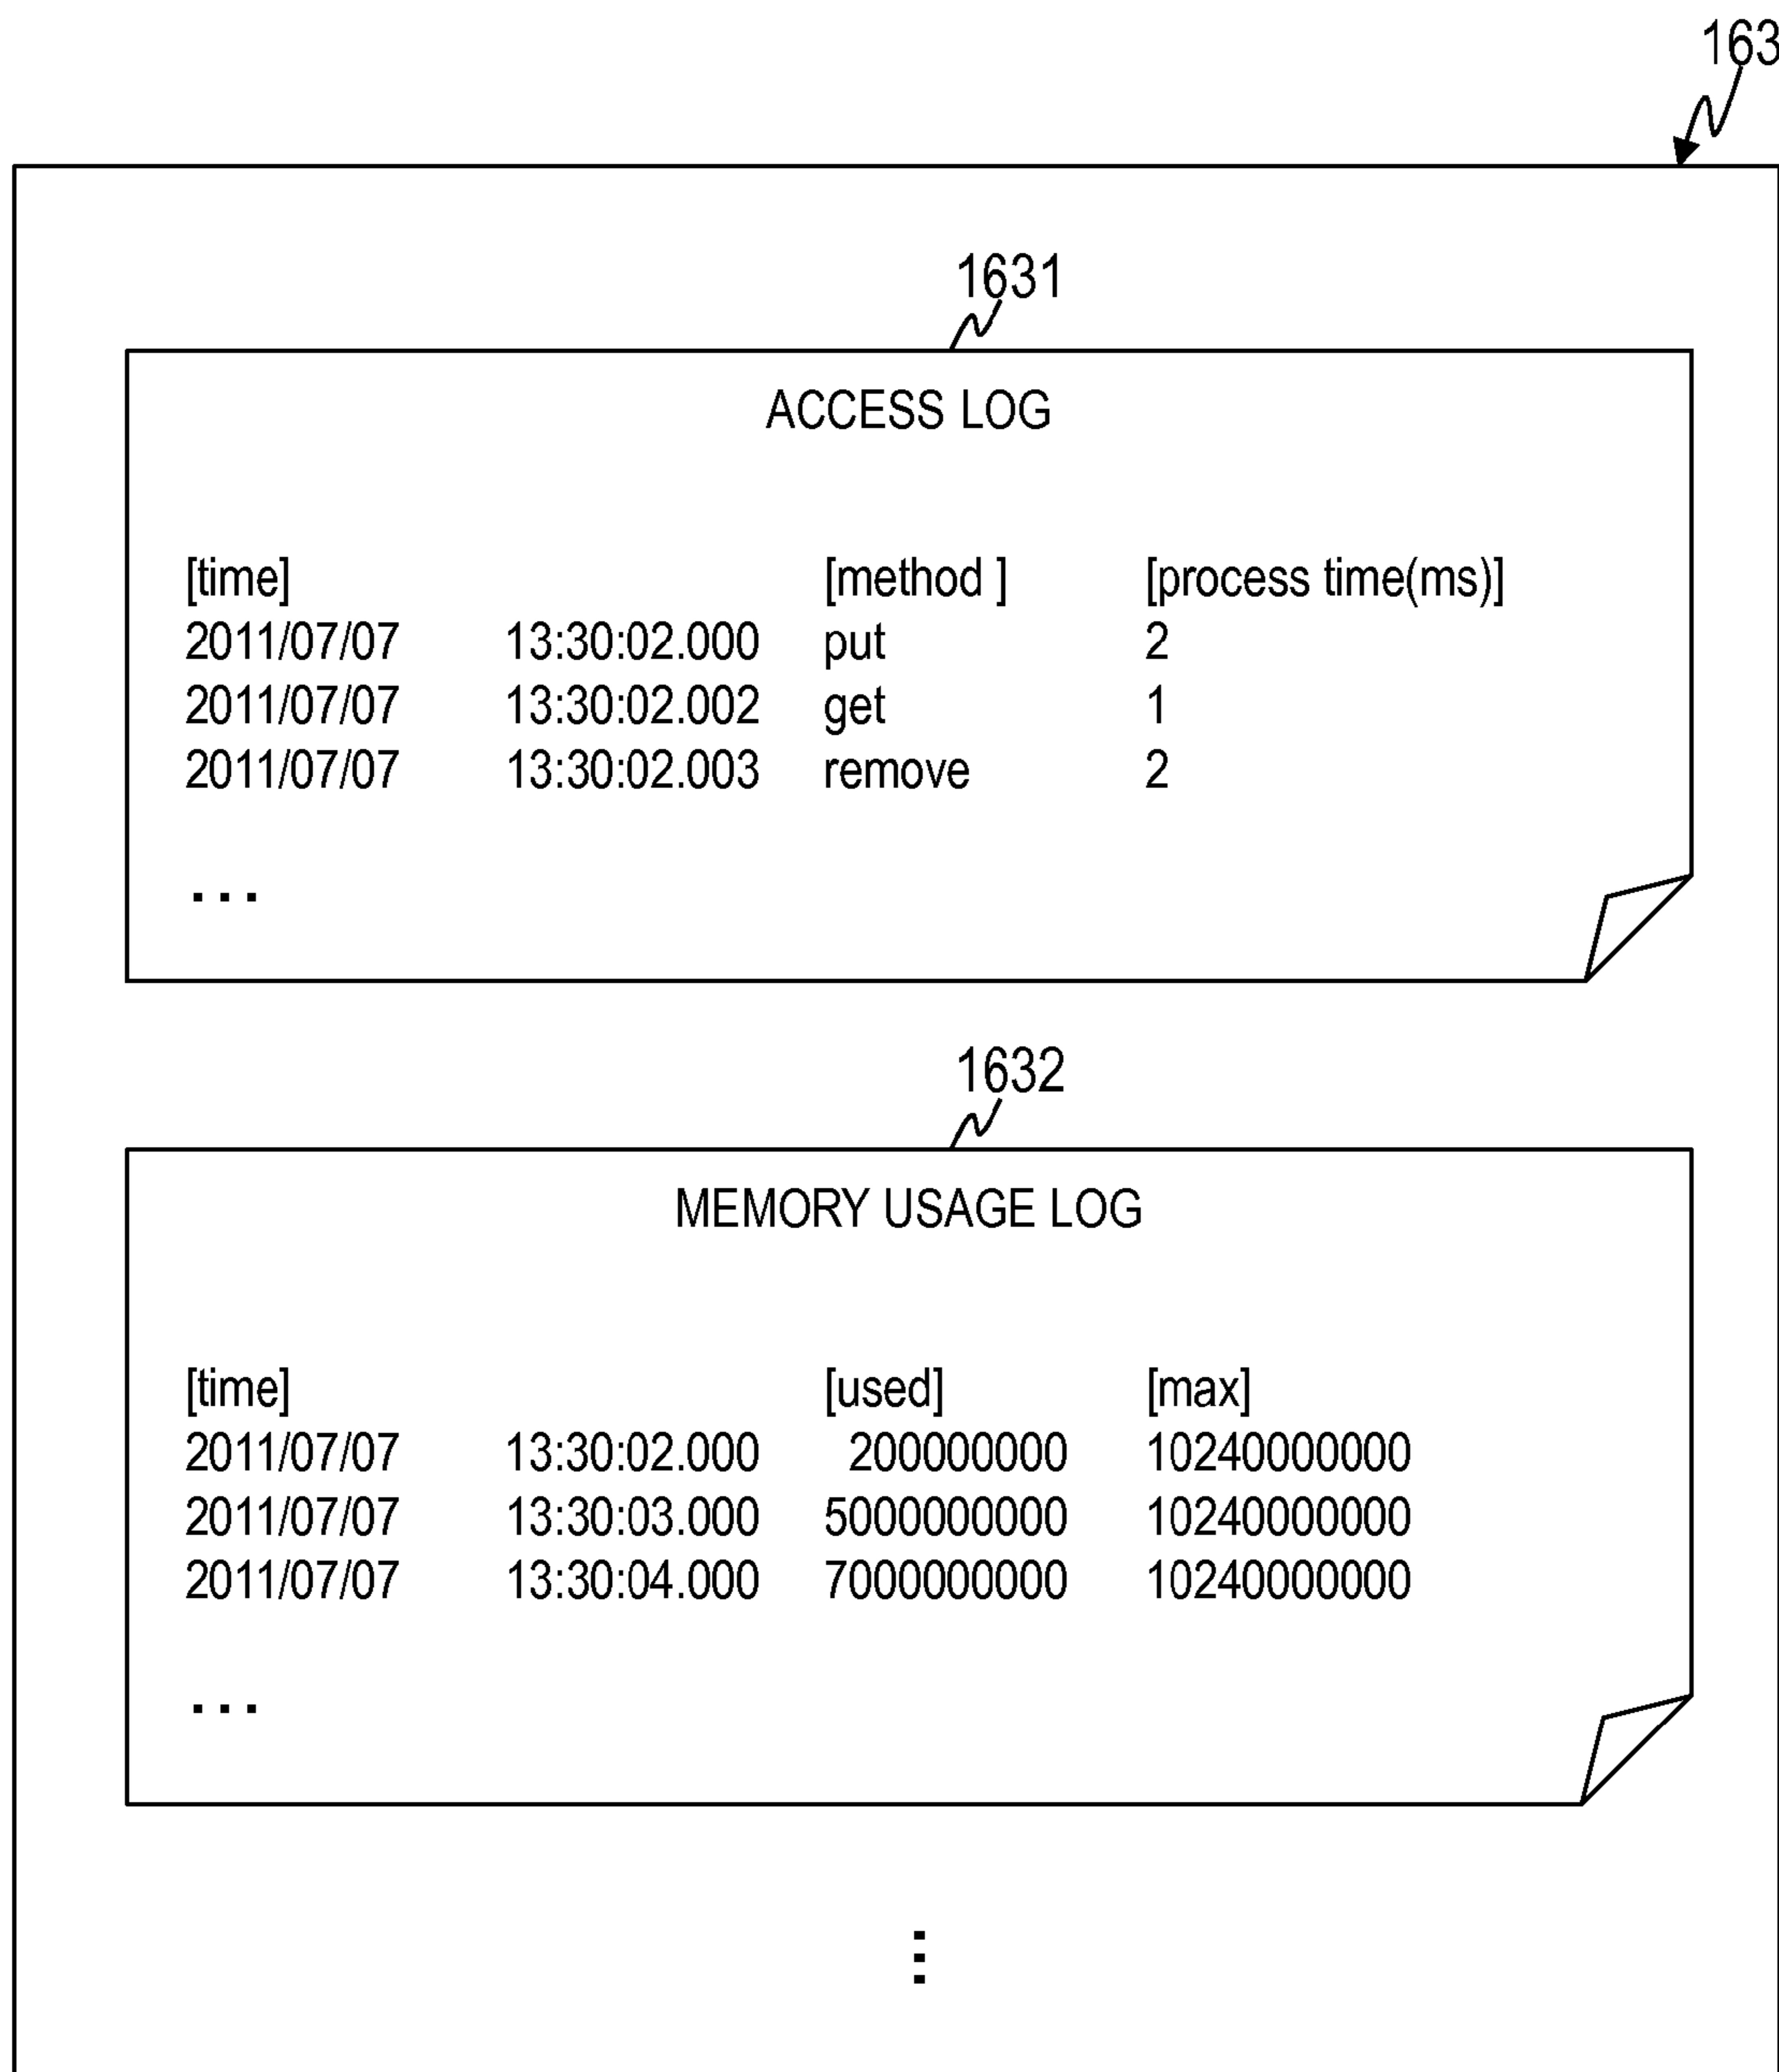 163
1631
ACCESS LOG
[time] [method ] [process time(ms)]
2011/07/07 13:30:02.000 put 2
2011/07/07 13:30:02.002 get 1
2011/07/07 13:30:02.003 remove 2
...
1632
MEMORY USAGE LOG
[time] [used] [max]
2011/07/07 13:30:02.000 200000000 10240000000
2011/07/07 13:30:03.000 5000000000 10240000000
2011/07/07 13:30:04.000 7000000000 10240000000
...